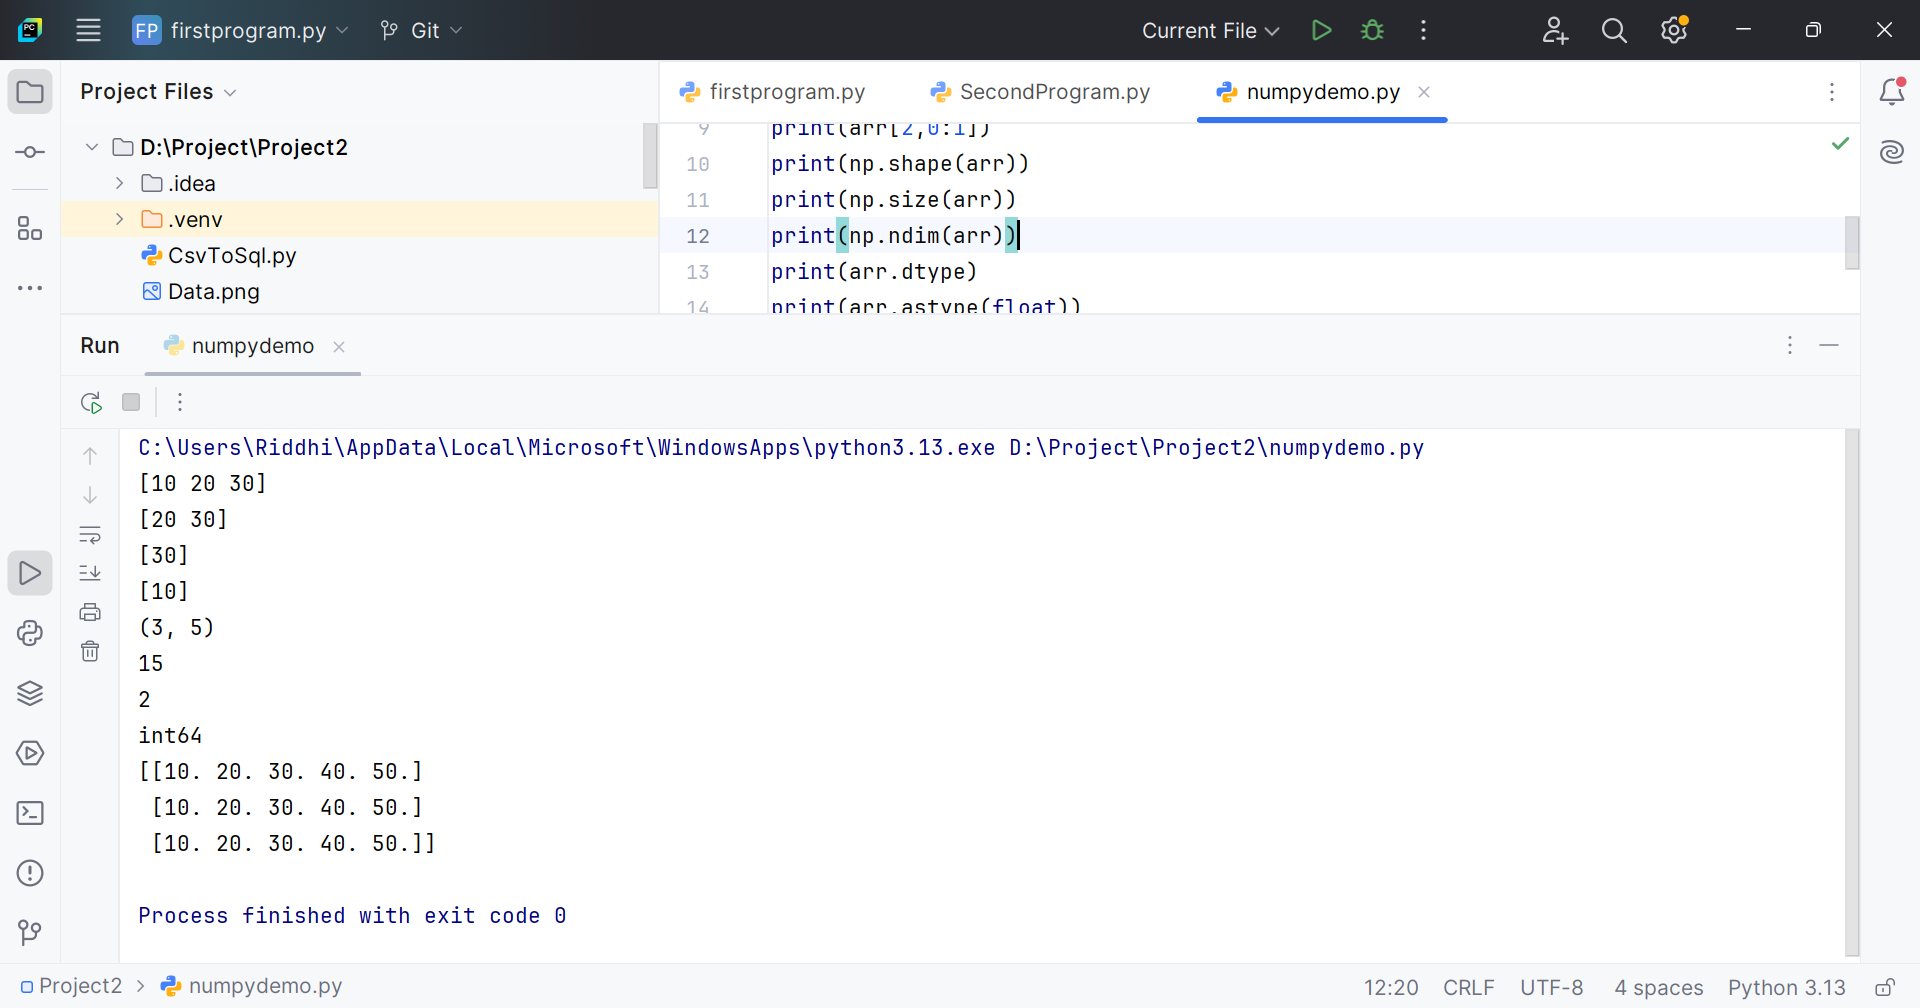 PC
FP firstprogram.py Git Current File
Project Files
firstprogram.py SecondProgram.py numpydemo.py
D:\Project\Project2
.idea
.venv
CsvToSql.py
Data.png
9 print(arr[2,0:1])
10 print(np.shape(arr))
11 print(np.size(arr))
12 print(np.ndim(arr))
13 print(arr.dtype)
14 print(arr.astype(float))
Run numpydemo
C:\Users\Riddhi\AppData\Local\Microsoft\WindowsApps\python3.13.exe D:\Project\Project2\numpydemo.py
[10 20 30]
[20 30]
[30]
[10]
(3, 5)
15
2
int64
[[10. 20. 30. 40. 50.]
 [10. 20. 30. 40. 50.]
 [10. 20. 30. 40. 50.]]
Process finished with exit code 0
Project2 > numpydemo.py 12:20 CRLF UTF-8 4 spaces Python 3.13